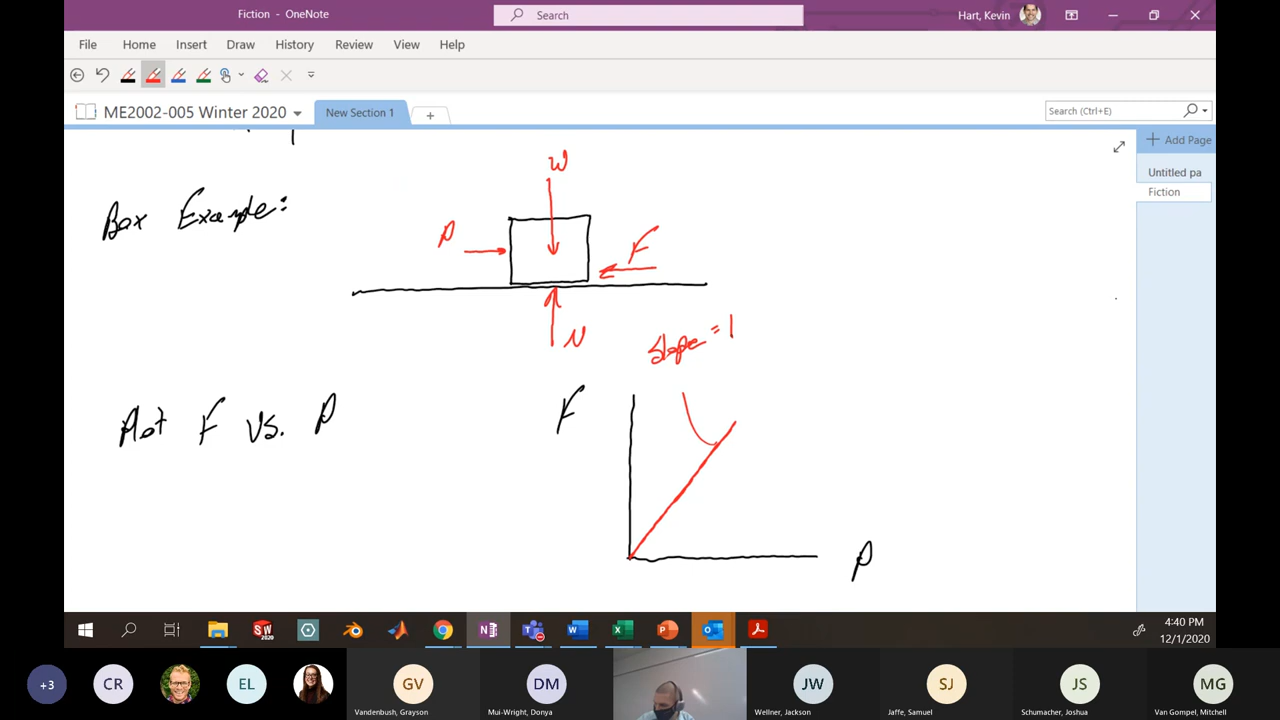 Fiction - OneNote
Search
Hart, Kevin
File Home Insert Draw History Review View Help
ME2002-005 Winter 2020
New Section 1
Search (Ctrl+E)
Add Page
Untitled pa
Fiction
W
Box Example:
P
F
N
Slope = 1
Plot F vs. P
F
P
SW
2020
4:40 PM
12/1/2020
+3
CR
EL
GV
DM
JW
SJ
JS
MG
Vandenbush, Grayson
Mui-Wright, Donya
Wellner, Jackson
Jaffe, Samuel
Schumacher, Joshua
Van Gompel, Mitchell